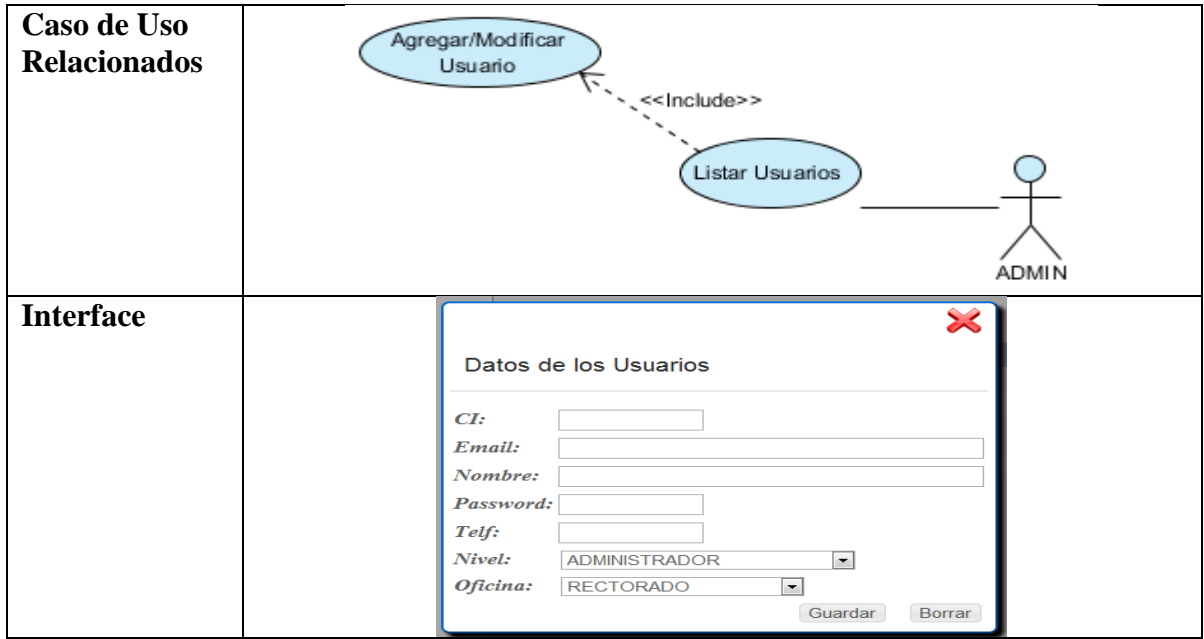 Caso de Uso
Relacionados
Agregar/Modificar
Usuario
<<Include>>
Listar Usuarios
ADMIN
Interface
Datos de los Usuarios
CI:
Email:
Nombre:
Password:
Telf:
Nivel: ADMINISTRADOR
Oficina: RECTORADO
Guardar Borrar